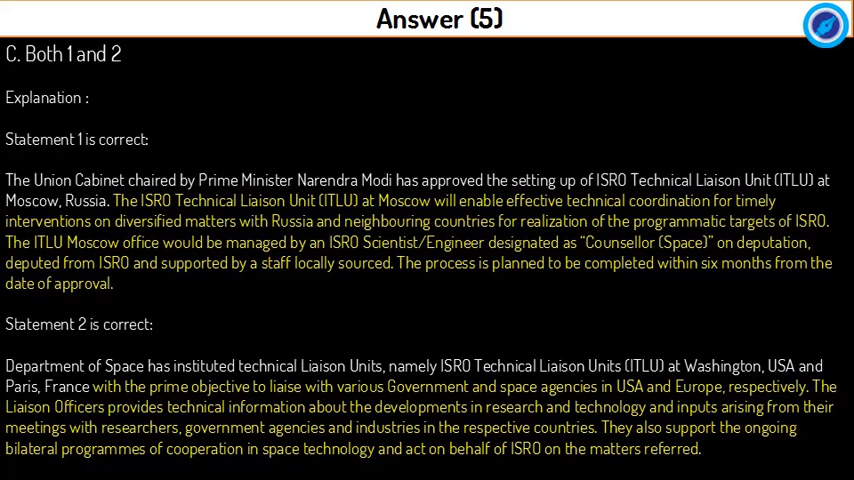 Answer (5)
C. Both 1 and 2
Explanation :
Statement 1 is correct:
The Union Cabinet chaired by Prime Minister Narendra Modi has approved the setting up of ISRO Technical Liaison Unit (ITLU) at
Moscow, Russia. The ISRO Technical Liaison Unit (ITLU) at Moscow will enable effective technical coordination for timely
interventions on diversified matters with Russia and neighbouring countries for realization of the programmatic targets of ISRO.
The ITLU Moscow office would be managed by an ISRO Scientist/Engineer designated as “Counsellor (Space)” on deputation,
deputed from ISRO and supported by a staff locally sourced. The process is planned to be completed within six months from the
date of approval.
Statement 2 is correct:
Department of Space has instituted technical Liaison Units, namely ISRO Technical Liaison Units (ITLU) at Washington, USA and
Paris, France with the prime objective to liaise with various Government and space agencies in USA and Europe, respectively. The
Liaison Officers provides technical information about the developments in research and technology and inputs arising from their
meetings with researchers, government agencies and industries in the respective countries. They also support the ongoing
bilateral programmes of cooperation in space technology and act on behalf of ISRO on the matters referred.